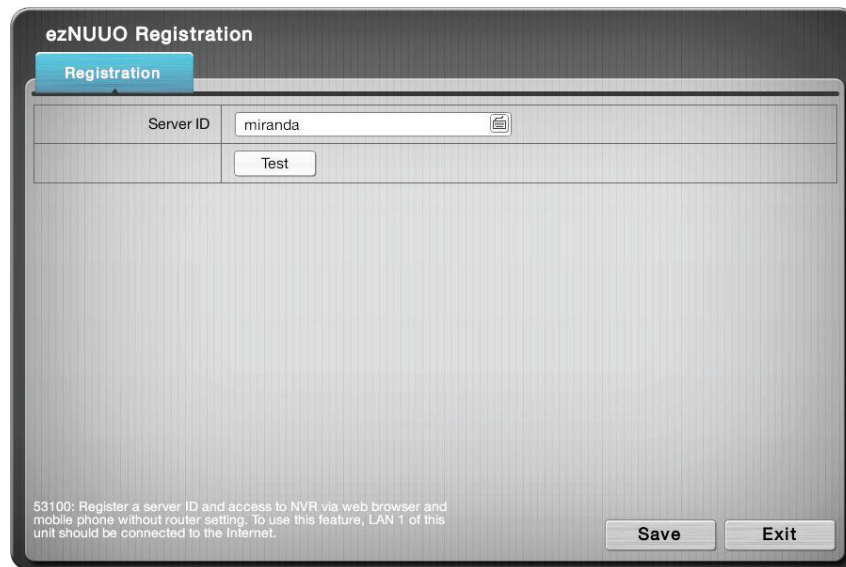 ezNUUO Registration
Registration
Server ID
miranda
Test
53100: Register a server ID and access to NVR via web browser and
mobile phone without router setting. To use this feature, LAN 1 of this
unit should be connected to the Internet.
Save
Exit